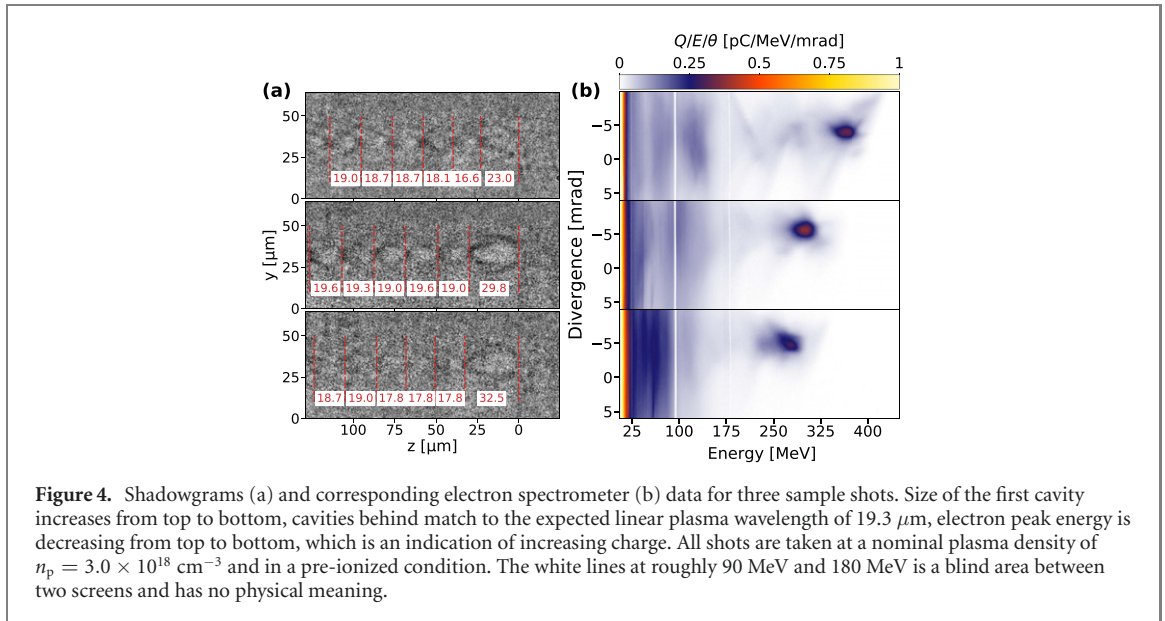 Q/E/θ [pC/MeV/mrad]
0 0.25 0.5 0.75 1
(a) (b)
50
25
0
19.0 18.7 18.7 18.1 16.6 23.0
50
25
0
19.6 19.3 19.0 19.6 19.0 29.8
50
25
0
18.7 19.0 17.8 17.8 17.8 32.5
y [μm]
100 75 50 25 0
z [μm]
Divergence [mrad]
−5
0
5
−5
0
5
−5
0
5
25 100 175 250 325 400
Energy [MeV]
Figure 4. Shadowgrams (a) and corresponding electron spectrometer (b) data for three sample shots. Size of the first cavity
increases from top to bottom, cavities behind match to the expected linear plasma wavelength of 19.3 μm, electron peak energy is
decreasing from top to bottom, which is an indication of increasing charge. All shots are taken at a nominal plasma density of
np = 3.0 × 10¹⁸ cm⁻³ and in a pre-ionized condition. The white lines at roughly 90 MeV and 180 MeV is a blind area between
two screens and has no physical meaning.